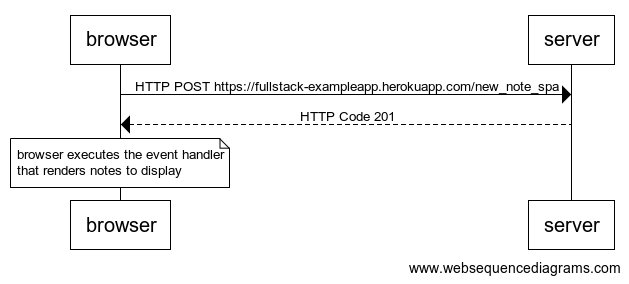 browser
server
HTTP POST https://fullstack-exampleapp.herokuapp.com/new_note_spa
HTTP Code 201
browser executes the event handler
that renders notes to display
browser
server
www.websequencediagrams.com